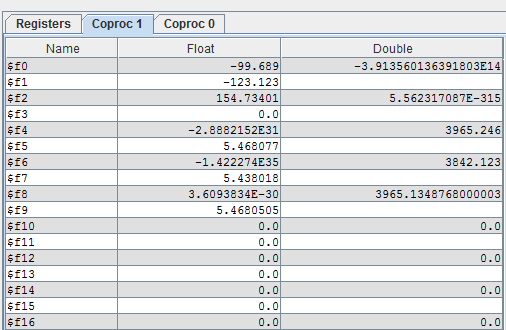 Registers Coproc 1 Coproc 0
Name Float Double
$f0 -99.689 -3.913560136391803E14
$f1 -123.123
$f2 154.73401 5.562317087E-315
$f3 0.0
$f4 -2.8882152E31 3965.246
$f5 5.468077
$f6 -1.422274E35 3842.123
$f7 5.438018
$f8 3.6093834E-30 3965.1348768000003
$f9 5.4680505
$f10 0.0 0.0
$f11 0.0
$f12 0.0 0.0
$f13 0.0
$f14 0.0 0.0
$f15 0.0
$f16 0.0 0.0